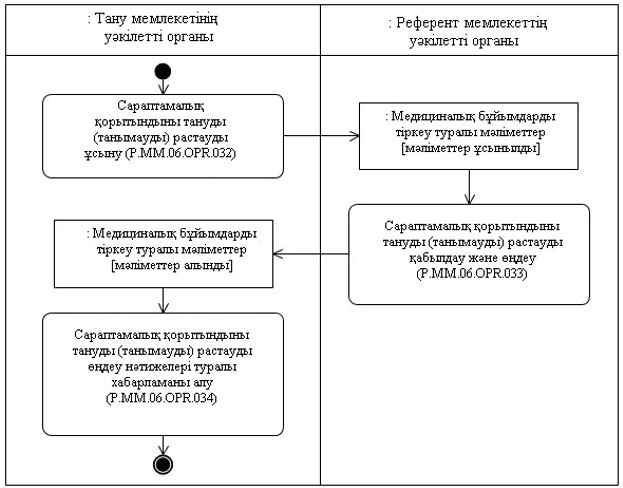 : Тану мемлекетінің
уәкілетті органы
: Референт мемлекеттің
уәкілетті органы
Сараптамалық
қорытындыны тануды
(танымауды) растауды
ұсыну (P.MM.06.OPR.032)
: Медициналық бұйымдарды
тіркеу туралы мәліметтер
[мәліметтер ұсынылды]
Сараптамалық қорытындыны
тануды (танымауды) растауды
қабылдау және өңдеу
(P.MM.06.OPR.033)
: Медициналық бұйымдарды
тіркеу туралы мәліметтер
[мәліметтер алынды]
Сараптамалық қорытындыны
тануды (танымауды) растауды
өңдеу нәтижелері туралы
хабарламаны алу
(P.MM.06.OPR.034)